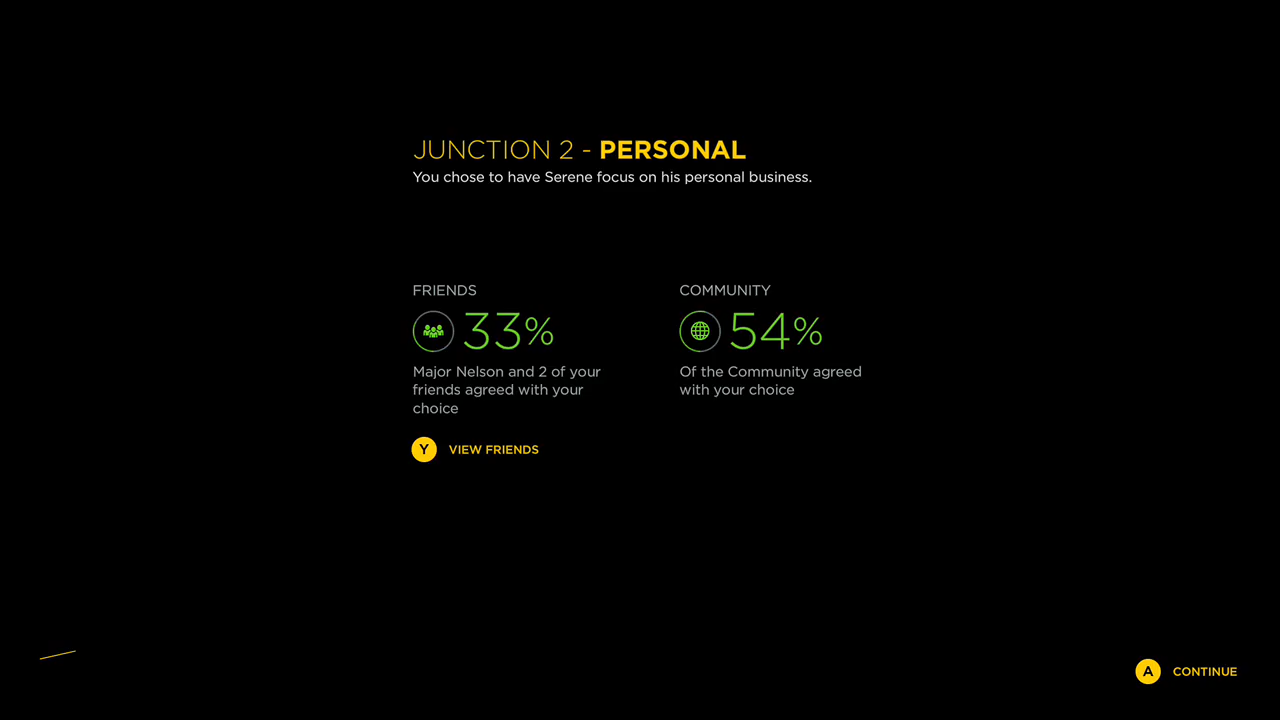 JUNCTION 2 - PERSONAL
You chose to have Serene focus on his personal business.
FRIENDS
33%
Major Nelson and 2 of your
friends agreed with your
choice
Y VIEW FRIENDS
COMMUNITY
54%
Of the Community agreed
with your choice
A CONTINUE